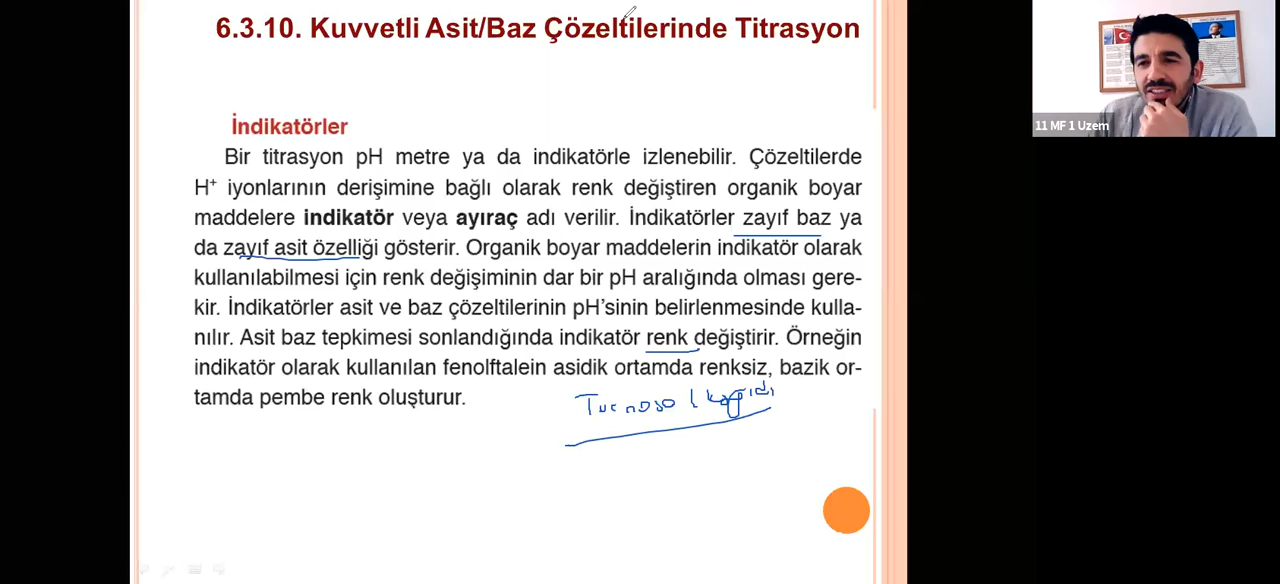 6.3.10. Kuvvetli Asit/Baz Çözeltilerinde Titrasyon
11 MF 1 Uzem
İndikatörler
Bir titrasyon pH metre ya da indikatörle izlenebilir. Çözeltilerde
H⁺ iyonlarının derişimine bağlı olarak renk değiştiren organik boyar
maddelere indikatör veya ayıraç adı verilir. İndikatörler zayıf baz ya
da zayıf asit özelliği gösterir. Organik boyar maddelerin indikatör olarak
kullanılabilmesi için renk değişiminin dar bir pH aralığında olması gere-
kir. İndikatörler asit ve baz çözeltilerinin pH’sinin belirlenmesinde kulla-
nılır. Asit baz tepkimesi sonlandığında indikatör renk değiştirir. Örneğin
indikatör olarak kullanılan fenolftalein asidik ortamda renksiz, bazik or-
tamda pembe renk oluşturur.
Turnosol kağıdı